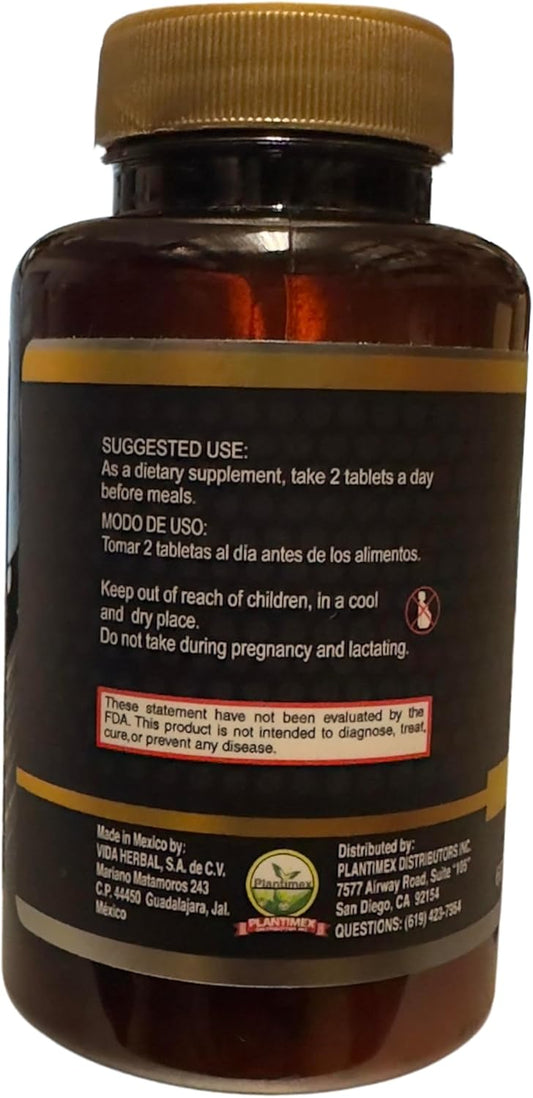 SUGGESTED USE:
As a dietary supplement, take 2 tablets a day
before meals.
MODO DE USO:
Tomar 2 tabletas al día antes de los alimentos.
Keep out of reach of children, in a cool
and dry place.
Do not take during pregnancy and lactating.
These statement have not been evaluated by the
FDA. This product is not intended to diagnose, treat,
cure, or prevent any disease.
Made in Mexico by:
VIDA HERBAL, S.A. de C.V.
Mariano Matamoros 243
C.P. 44450 Guadalajara, Jal.
México
Plantimex
PLANTIMEX
DISTRIBUTORS INC.
Distributed by:
PLANTIMEX DISTRIBUTORS INC.
7577 Airway Road, Suite "105"
San Diego, CA 92154
QUESTIONS: (619) 423-7954